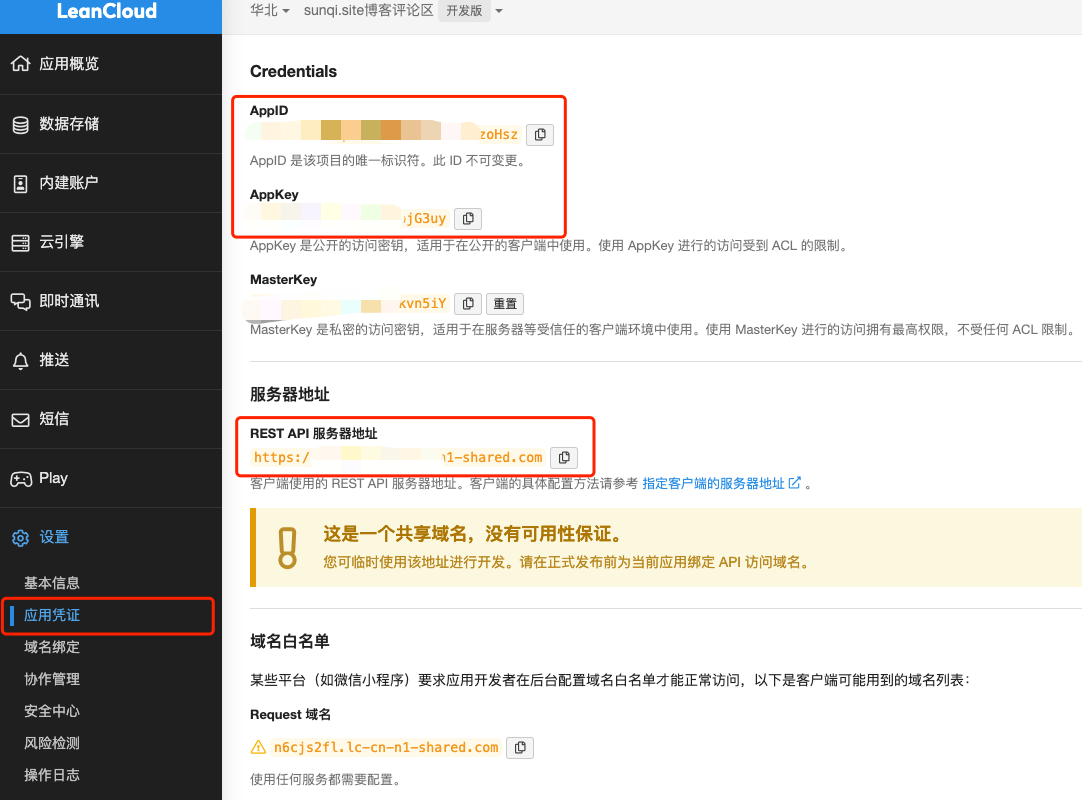 LeanCloud
华北
sunqi.site博客评论区
开发版
应用概览
数据存储
内建账户
云引擎
即时通讯
推送
短信
Play
设置
基本信息
应用凭证
域名绑定
协作管理
安全中心
风险检测
操作日志
Credentials
AppID
zoHsz
AppID 是该项目的唯一标识符。此 ID 不可变更。
AppKey
jG3uy
AppKey 是公开的访问密钥，适用于在公开的客户端中使用。使用 AppKey 进行的访问受到 ACL 的限制。
MasterKey
kvn5iY
重置
MasterKey 是私密的访问密钥，适用于在服务器等受信任的客户端环境中使用。使用 MasterKey 进行的访问拥有最高权限，不受任何 ACL 限制。
服务器地址
REST API 服务器地址
https:/ n1-shared.com
客户端使用的 REST API 服务器地址。客户端的具体配置方法请参考 指定客户端的服务器地址 。
这是一个共享域名，没有可用性保证。
您可临时使用该地址进行开发。请在正式发布前为当前应用绑定 API 访问域名。
域名白名单
某些平台（如微信小程序）要求应用开发者在后台配置域名白名单才能正常访问，以下是客户端可能用到的域名列表：
Request 域名
n6cjs2fl.lc-cn-n1-shared.com
使用任何服务都需要配置。